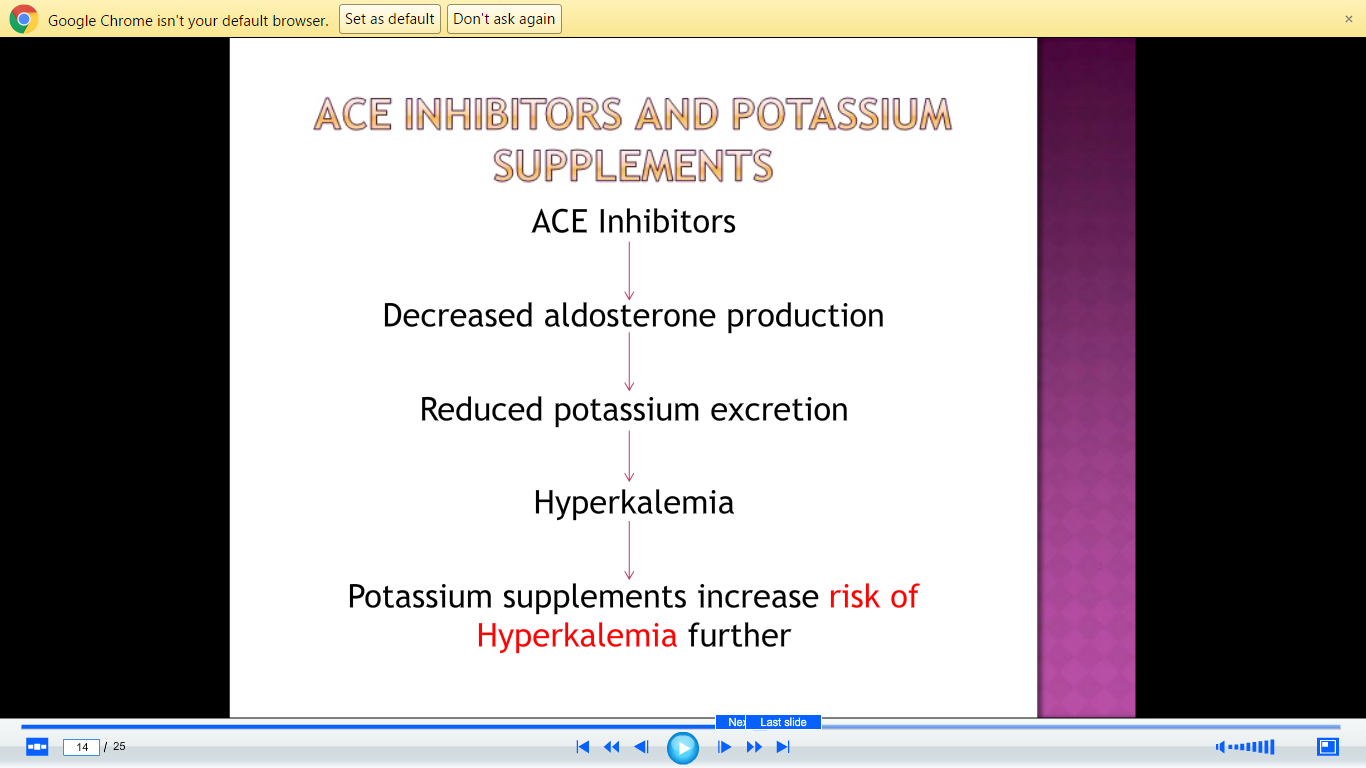 Google Chrome isn't your default browser. Set as default Don't ask again ×
ACE INHIBITORS AND POTASSIUM
SUPPLEMENTS
ACE Inhibitors
Decreased aldosterone production
Reduced potassium excretion
Hyperkalemia
Potassium supplements increase risk of
Hyperkalemia further
Last slide
14 / 25